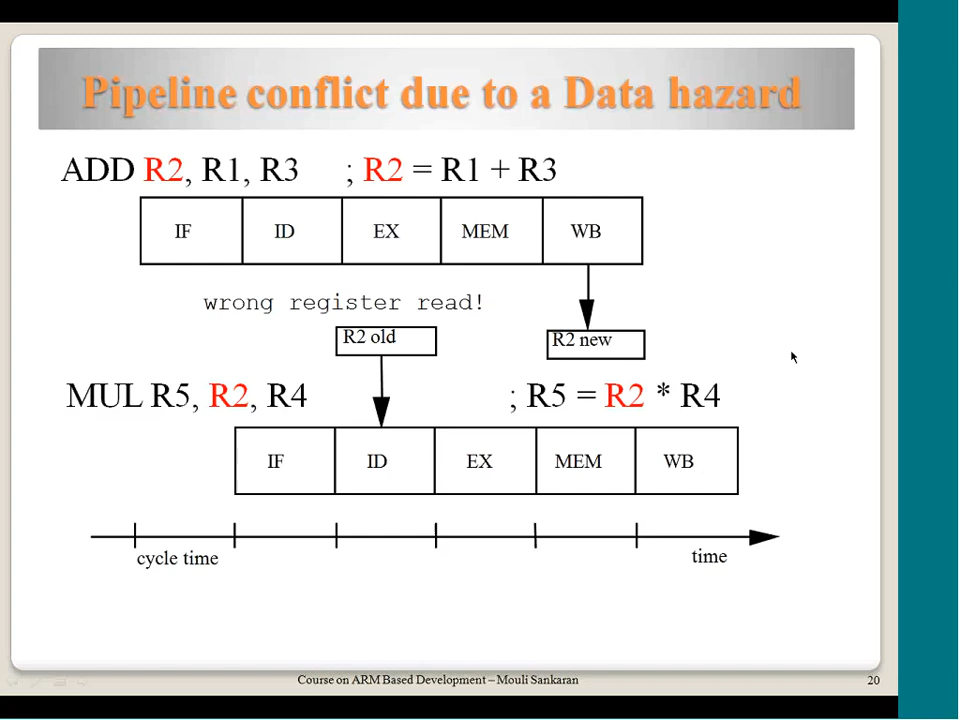 Pipeline conflict due to a Data hazard
ADD R2, R1, R3 ; R2 = R1 + R3
IF ID EX MEM WB
wrong register read!
R2 old R2 new
MUL R5, R2, R4 ; R5 = R2 * R4
IF ID EX MEM WB
cycle time time
Course on ARM Based Development – Mouli Sankaran 20